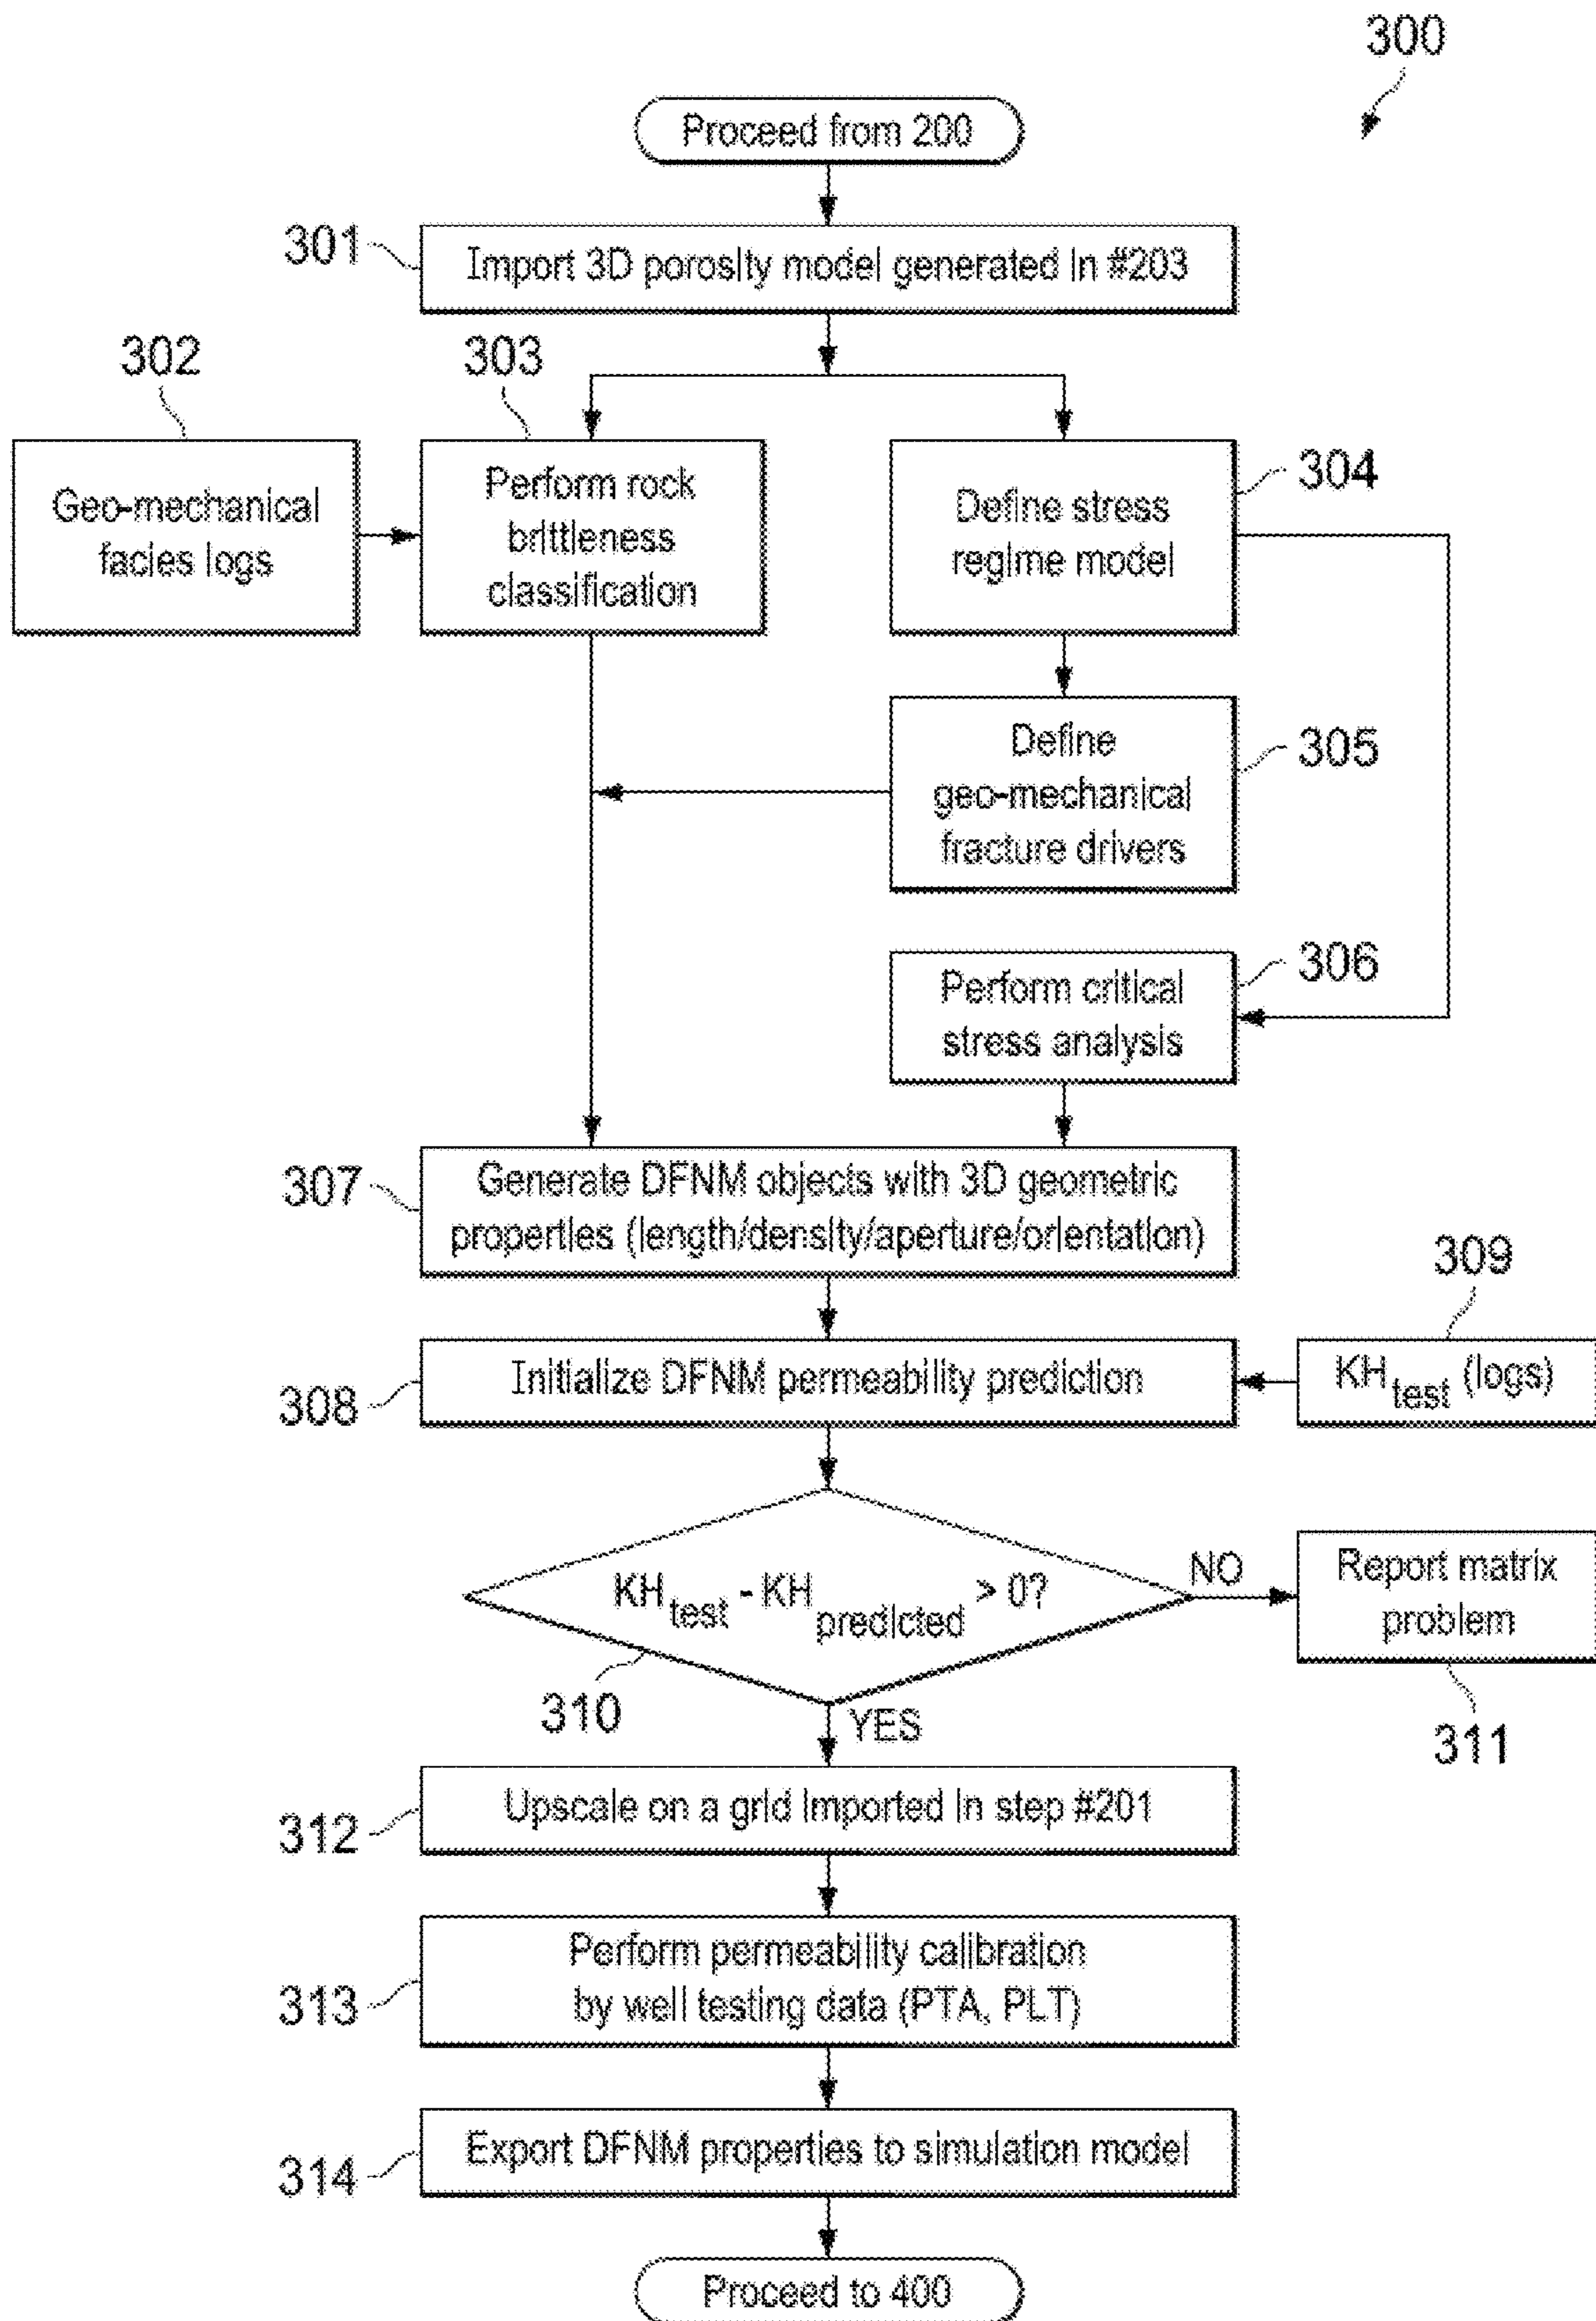 300
Proceed from 200
301
Import 3D porosity model generated in #203
302
303
Geo-mechanical
facies logs
Perform rock
brittleness
classification
Define stress
regime model
304
Define
geo-mechanical
fracture drivers
305
Perform critical
stress analysis
306
307
Generate DFNM objects with 3D geometric
properties (length/density/aperture/orientation)
309
308
Initialize DFNM permeability prediction
KHtest (logs)
KHtest - KHpredicted > 0?
NO
Report matrix
problem
310
YES
311
312
Upscale on a grid imported in step #201
313
Perform permeability calibration
by well testing data (PTA, PLT)
314
Export DFNM properties to simulation model
Proceed to 400